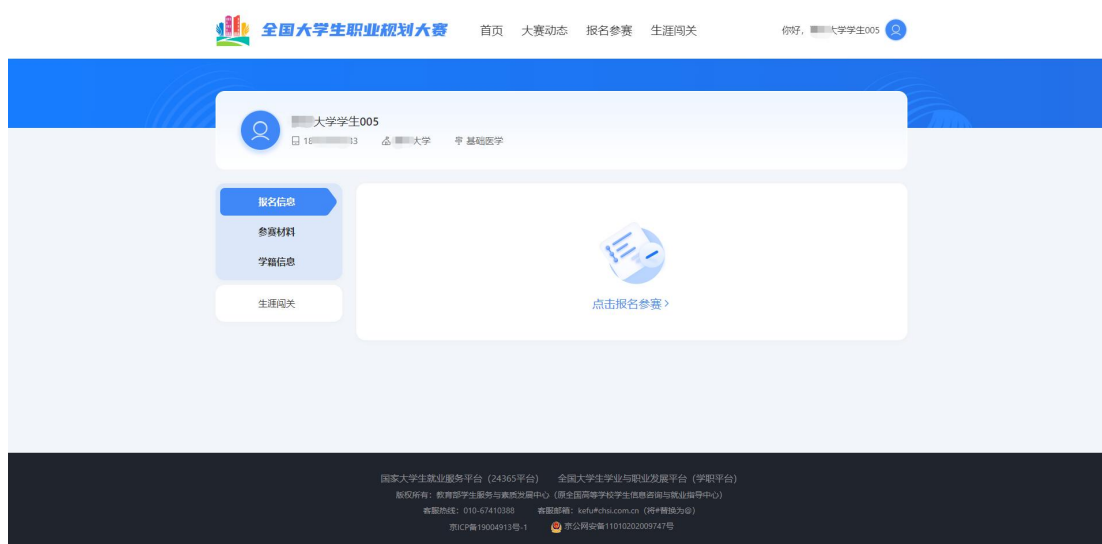 全国大学生职业规划大赛 首页 大赛动态 报名参赛 生涯闯关 你好, 大学学生005
大学学生005
18 33 大学 基础医学
报名信息
参赛材料
学籍信息
生涯闯关
点击报名参赛>
国家大学生就业服务平台（24365平台） 全国大学生学业与职业发展平台（学职平台）
版权所有：教育部学生服务与素质发展中心（原全国高等学校学生信息咨询与就业指导中心）
客服热线：010-67410388 客服邮箱：kefu#chsi.com.cn（将#替换为@）
京ICP备19004913号-1 京公网安备11010202009747号